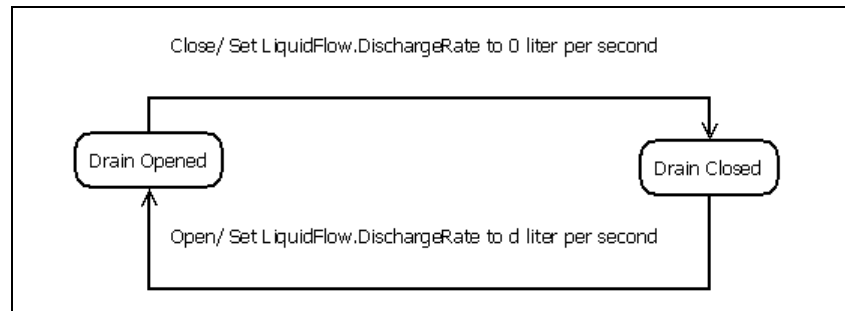 Close/ Set LiquidFlow.DischargeRate to 0 liter per second
Drain Opened
Drain Closed
Open/ Set LiquidFlow.DischargeRate to d liter per second